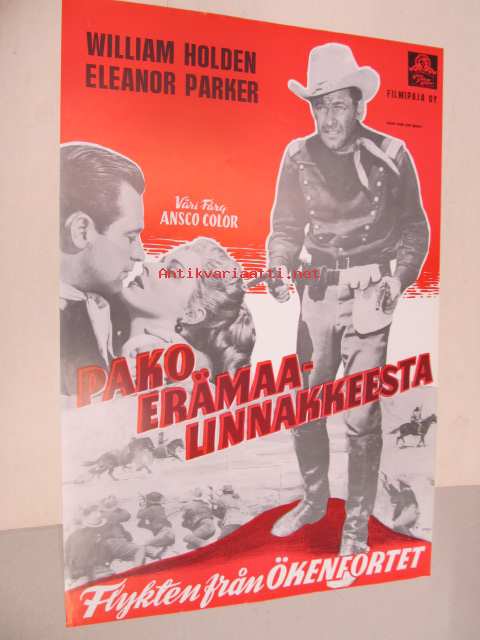 WILLIAM HOLDEN
ELEANOR PARKER
FILMIPAJA OY
Väri Färg
ANSCO COLOR
Antikvariaatti.net
PAKO
ERÄMAA-
LINNAKKEESTA
Flykten från ÖKENFORTET